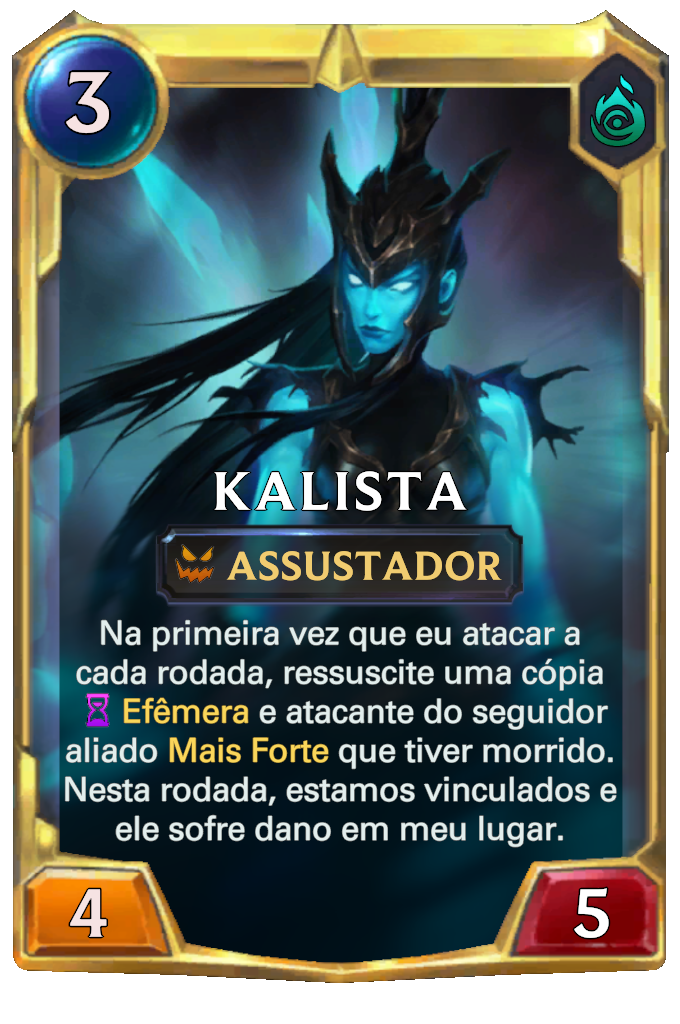 3
KALISTA
ASSUSTADOR
Na primeira vez que eu atacar a
cada rodada, ressuscite uma cópia
Efêmera e atacante do seguidor
aliado Mais Forte que tiver morrido.
Nesta rodada, estamos vinculados e
ele sofre dano em meu lugar.
4
5